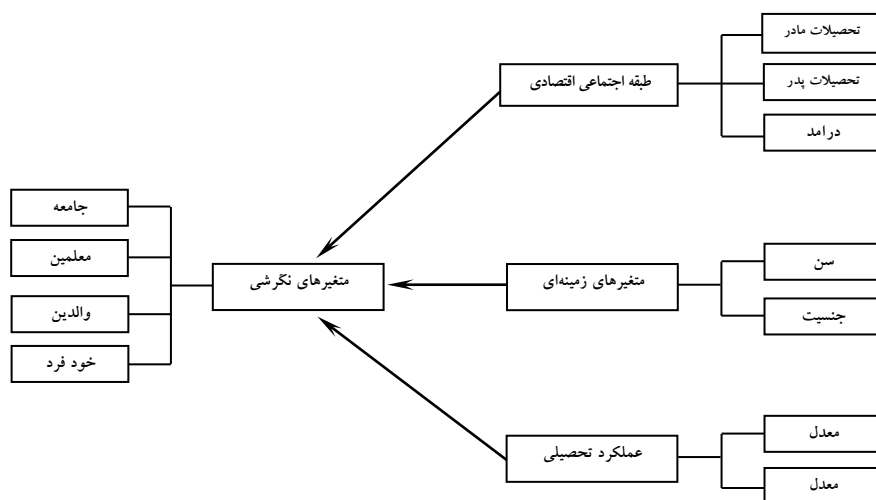 تحصیلات مادر
تحصیلات پدر
درامد
طبقه اجتماعی اقتصادی
سن
جنسیت
متغیرهای زمینه‌ای
معدل
معدل
عملکرد تحصیلی
متغیرهای نگرشی
جامعه
معلمین
والدین
خود فرد